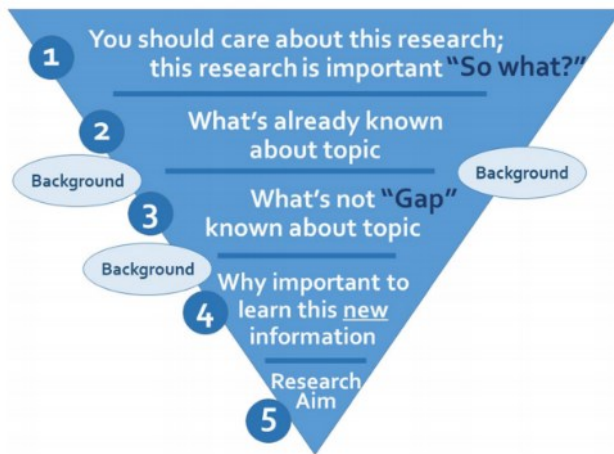 1
You should care about this research;
this research is important "So what?"
2
What's already known
about topic
Background
Background
3
What's not "Gap"
known about topic
Background
4
Why important to
learn this new
information
5
Research
Aim